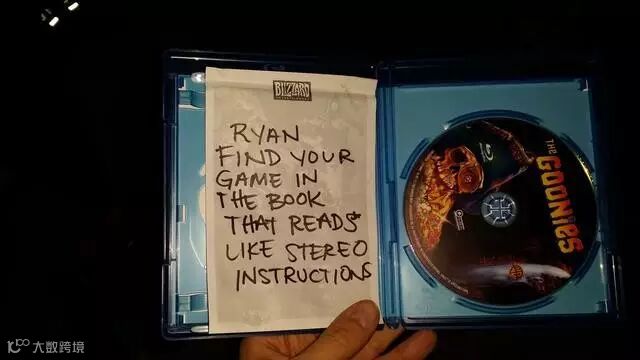 BLIZZARD
RYAN
FIND YOUR
GAME IN
THE BOOK
THAT READS
LIKE STEREO
INSTRUCTIONS
THE
GOONIES
大数跨境